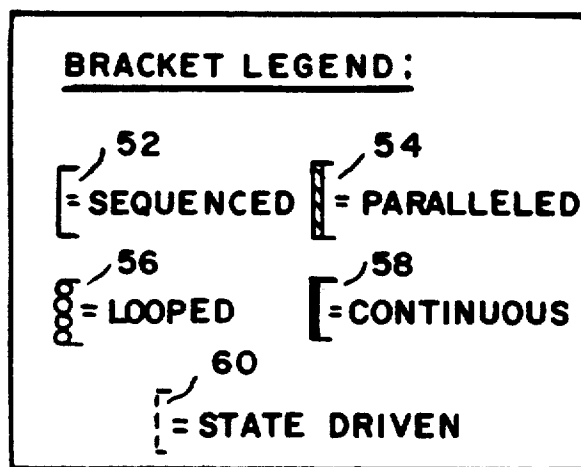 BRACKET LEGEND:
52 54
= SEQUENCED = PARALLELED
56 58
= LOOPED = CONTINUOUS
60
= STATE DRIVEN